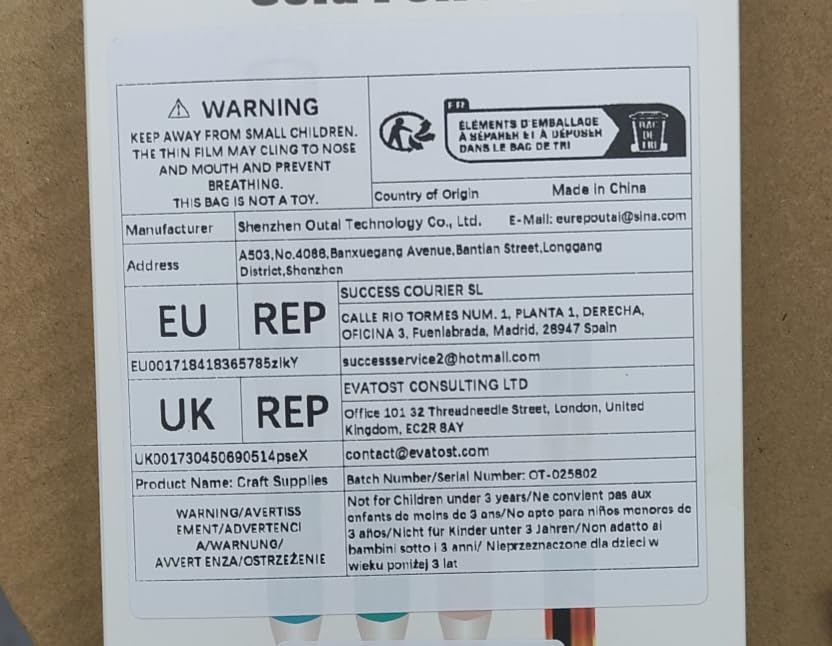 WARNING
KEEP AWAY FROM SMALL CHILDREN.
THE THIN FILM MAY CLING TO NOSE
AND MOUTH AND PREVENT
BREATHING.
THIS BAG IS NOT A TOY.
FR
ÉLÉMENTS D'EMBALLAGE
À SÉPARER ET À DÉPOSER
DANS LE BAC DE TRI
BAC
DE
TRI
Country of Origin Made in China
Manufacturer Shenzhen Outai Technology Co., Ltd. E-Mail: eurepoutai@sina.com
Address
A503,No.4088,Banxuegang Avenue,Bantian Street,Longgang
District,Shenzhen
EU REP
SUCCESS COURIER SL
CALLE RIO TORMES NUM. 1, PLANTA 1, DERECHA,
OFICINA 3, Fuenlabrada, Madrid, 28947 Spain
EU001718418365785zlkY successservice2@hotmail.com
UK REP
EVATOST CONSULTING LTD
Office 101 32 Threadneedle Street, London, United
Kingdom, EC2R 8AY
UK001730450690514pseX contact@evatost.com
Product Name: Craft Supplies Batch Number/Serial Number: OT-025802
WARNING/AVERTISS
EMENT/ADVERTENCI
A/WARNUNG/
AVVERT ENZA/OSTRZEŻENIE
Not for Children under 3 years/Ne convient pas aux
enfants de moins de 3 ans/No apto para niños menores de
3 años/Nicht für Kinder unter 3 Jahren/Non adatto ai
bambini sotto i 3 anni/ Nieprzeznaczone dla dzieci w
wieku poniżej 3 lat